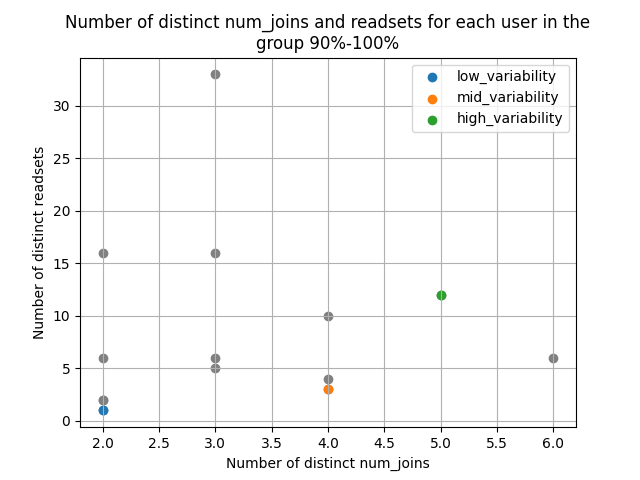 Number of distinct num_joins and readsets for each user in the
group 90%-100%
low_variability
mid_variability
high_variability
Number of distinct readsets
30
25
20
15
10
5
0
2.0 2.5 3.0 3.5 4.0 4.5 5.0 5.5 6.0
Number of distinct num_joins